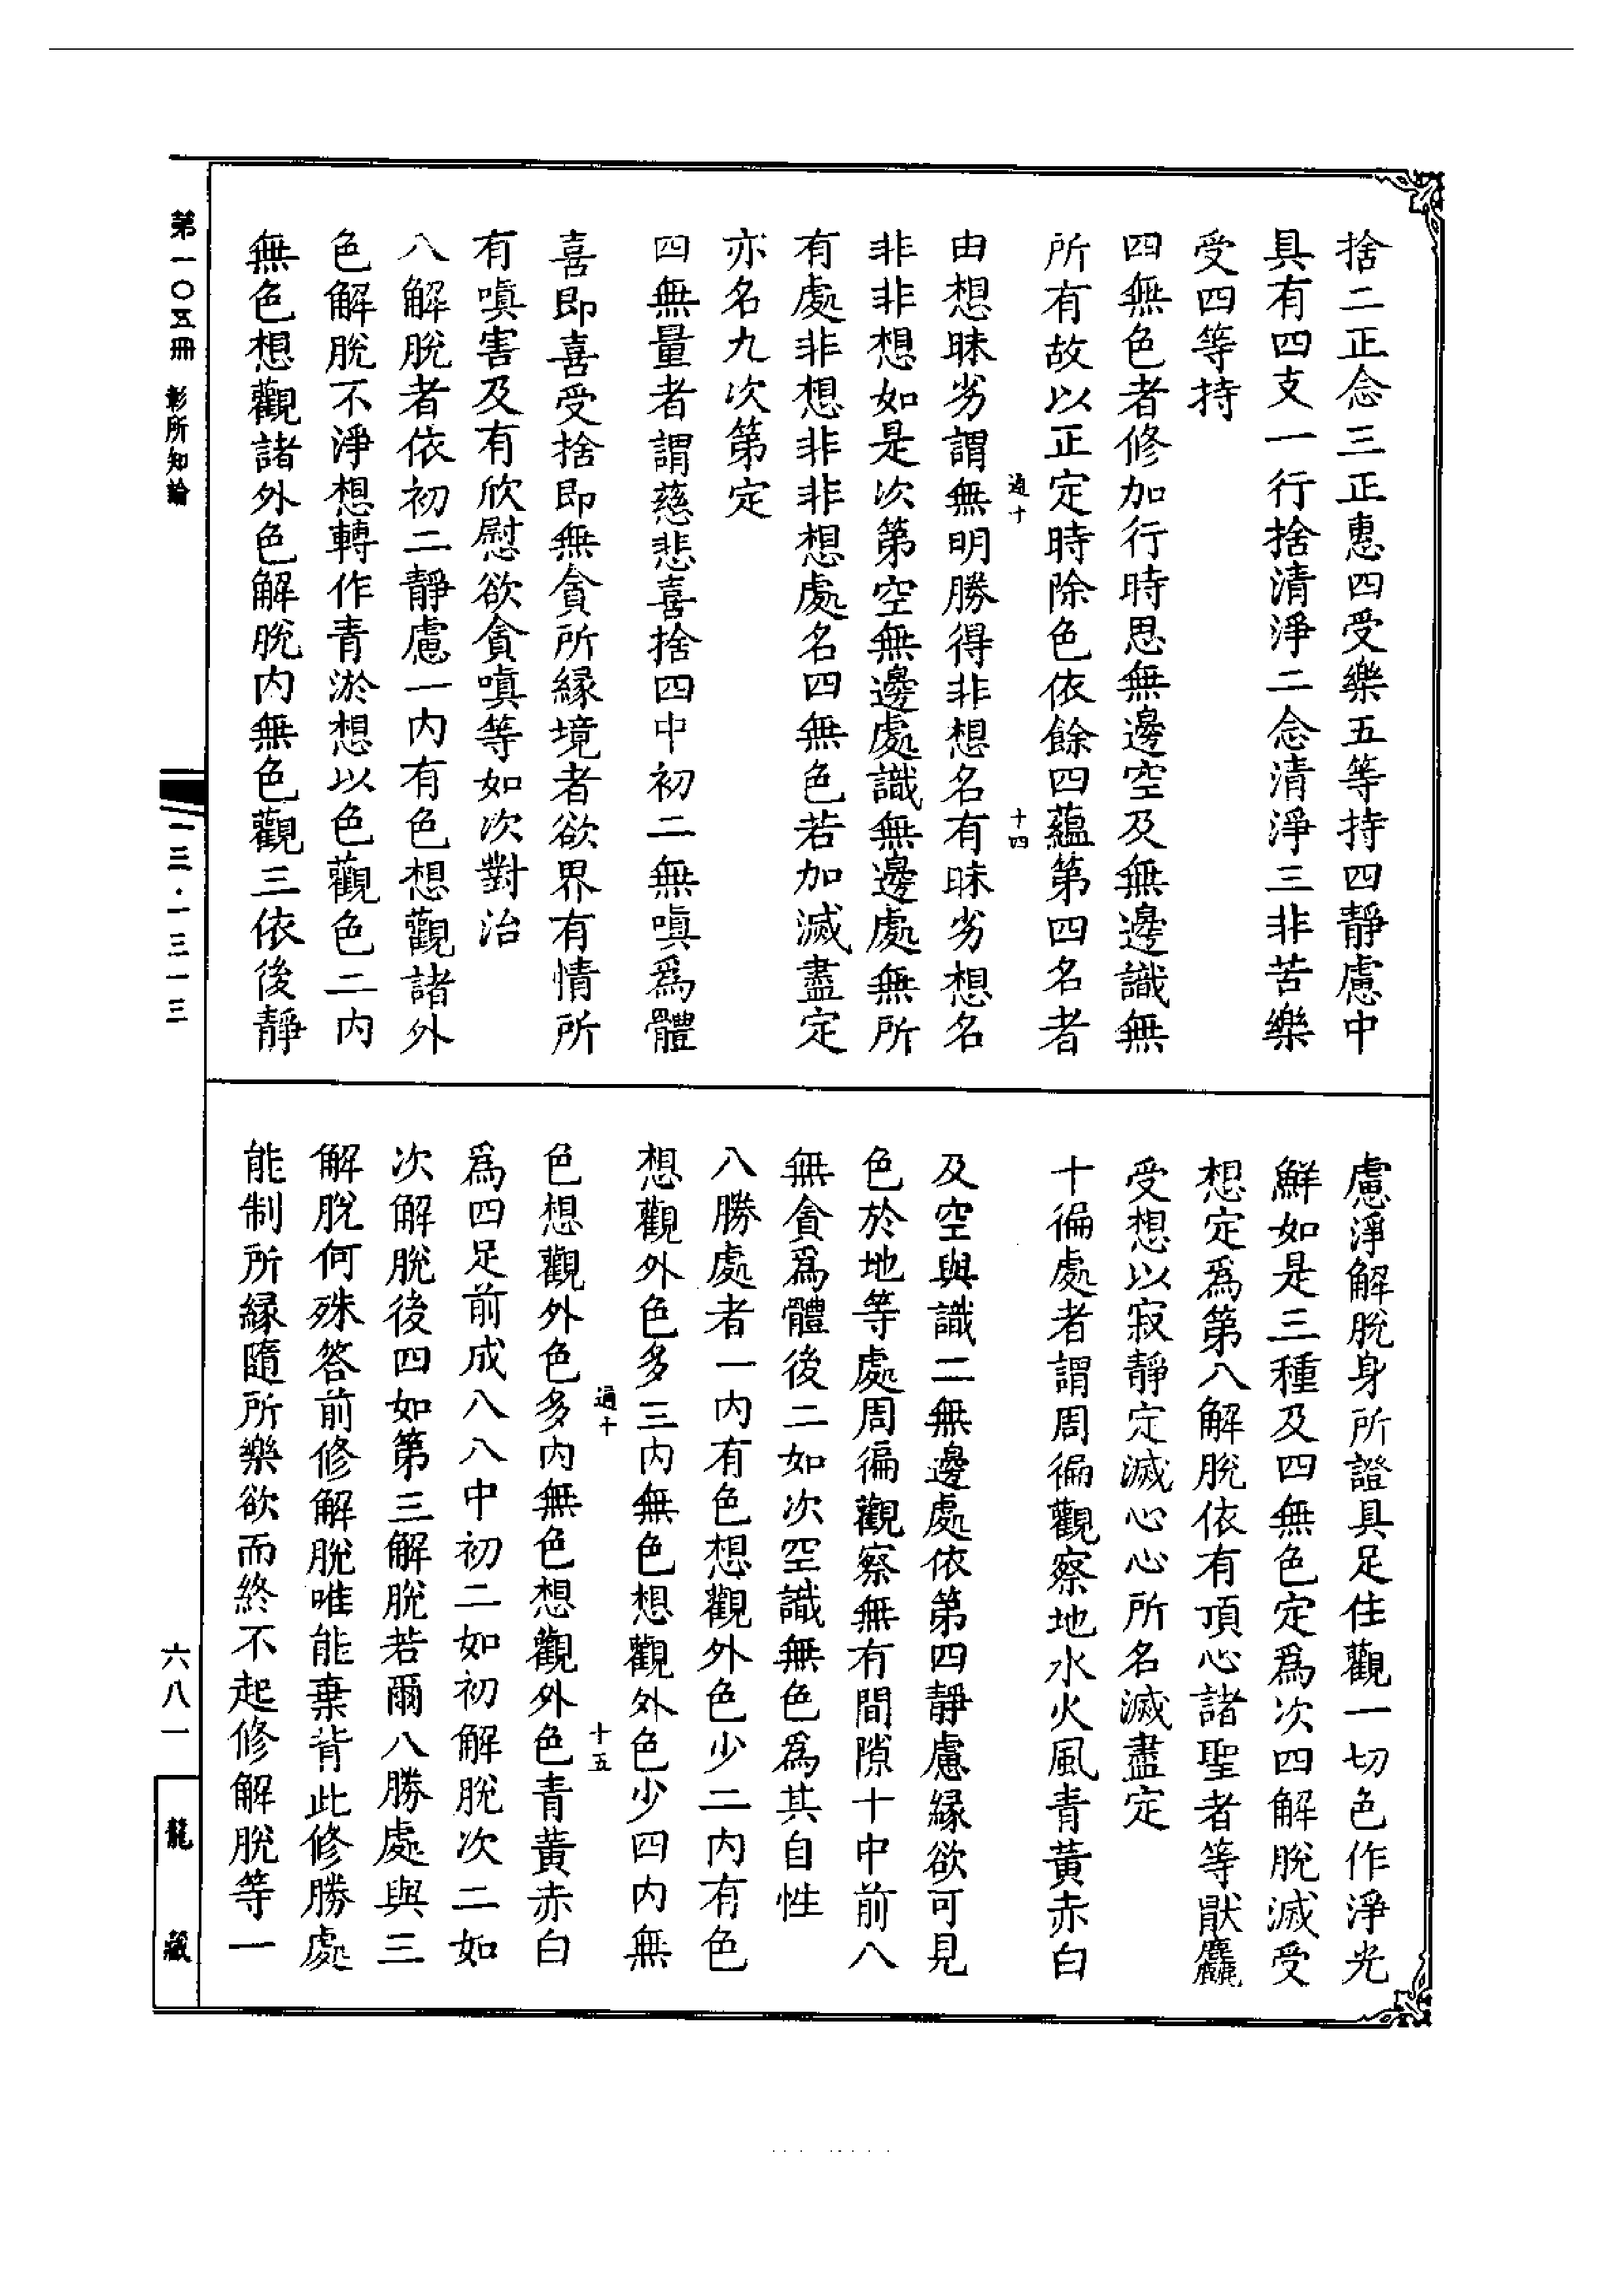 捨二正念三正惠四受樂五等持四靜慮中
具有四支一行捨清淨二念清淨三非苦樂
受四等持
四無色者修加行時思無邊空及無邊識無
所有故以正定時除色依餘四蘊第四名者
通十
十四
由想昧劣謂無明勝得非想名有昧劣想名
非非想如是次第空無邊處識無邊處無所
有處非想非非想處名四無色若加滅盡定
亦名九次第定
四無量者謂慈悲喜捨四中初二無嗔爲體
喜即喜受捨即無貪所緣境者欲界有情所
有嗔害及有欣慰欲貪嗔等如次對治
八解脫者依初二靜慮一內有色想觀諸外
色解脫不淨想轉作青淤想以色觀色二內
無色想觀諸外色解脫內無色觀三依後靜
慮淨解脫身所證具足住觀一切色作淨光
鮮如是三種及四無色定爲次四解脫滅受
想定爲第八解脫依有頂心諸聖者等厭麤
受想以寂靜定滅心心所名滅盡定
十徧處者謂周徧觀察地水火風青黃赤白
及空與識二無邊處依第四靜慮緣欲可見
色於地等處周徧觀察無有間隙十中前八
無貪爲體後二如次空識無色爲其自性
八勝處者一內有色想觀外色少二內有色
想觀外色多三內無色想觀外色少四內無
通十
十五
色想觀外色多內無色想觀外色青黃赤白
爲四足前成八八中初二如初解脫次二如
次解脫後四如第三解脫若爾八勝處與三
解脫何殊答前修解脫唯能棄背此修勝處
能制所緣隨所樂欲而終不起修解脫等一
第一〇五冊 彰所知論
一三·一三一三
六八一
龍藏